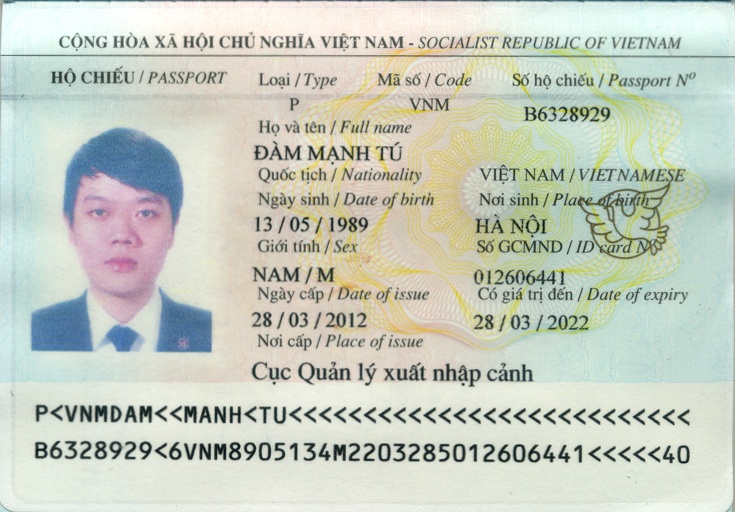 CỘNG HÒA XÃ HỘI CHỦ NGHĨA VIỆT NAM - SOCIALIST REPUBLIC OF VIETNAM
HỘ CHIẾU / PASSPORT Loại / Type Mã số / Code Số hộ chiếu / Passport Nº
P VNM B6328929
Họ và tên / Full name
ĐÀM MẠNH TÚ
Quốc tịch / Nationality VIỆT NAM / VIETNAMESE
Ngày sinh / Date of birth Nơi sinh / Place of birth
13 / 05 / 1989 HÀ NỘI
Giới tính / Sex Số GCMND / ID card Nº
NAM / M 012606441
Ngày cấp / Date of issue Có giá trị đến / Date of expiry
28 / 03 / 2012 28 / 03 / 2022
Nơi cấp / Place of issue
Cục Quản lý xuất nhập cảnh
P<VNMDAM<<MANH<TU<<<<<<<<<<<<<<<<<<<<<<<<<<<
B6328929<6VNM8905134M2203285012606441<<<<<40